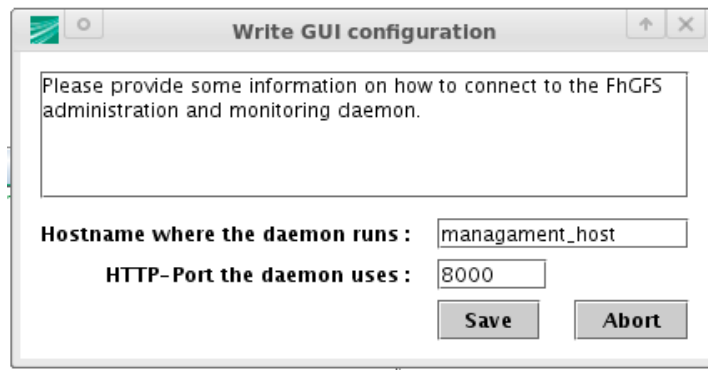 Write GUI configuration
Please provide some information on how to connect to the FhGFS
administration and monitoring daemon.
Hostname where the daemon runs : managament_host
HTTP-Port the daemon uses : 8000
Save Abort